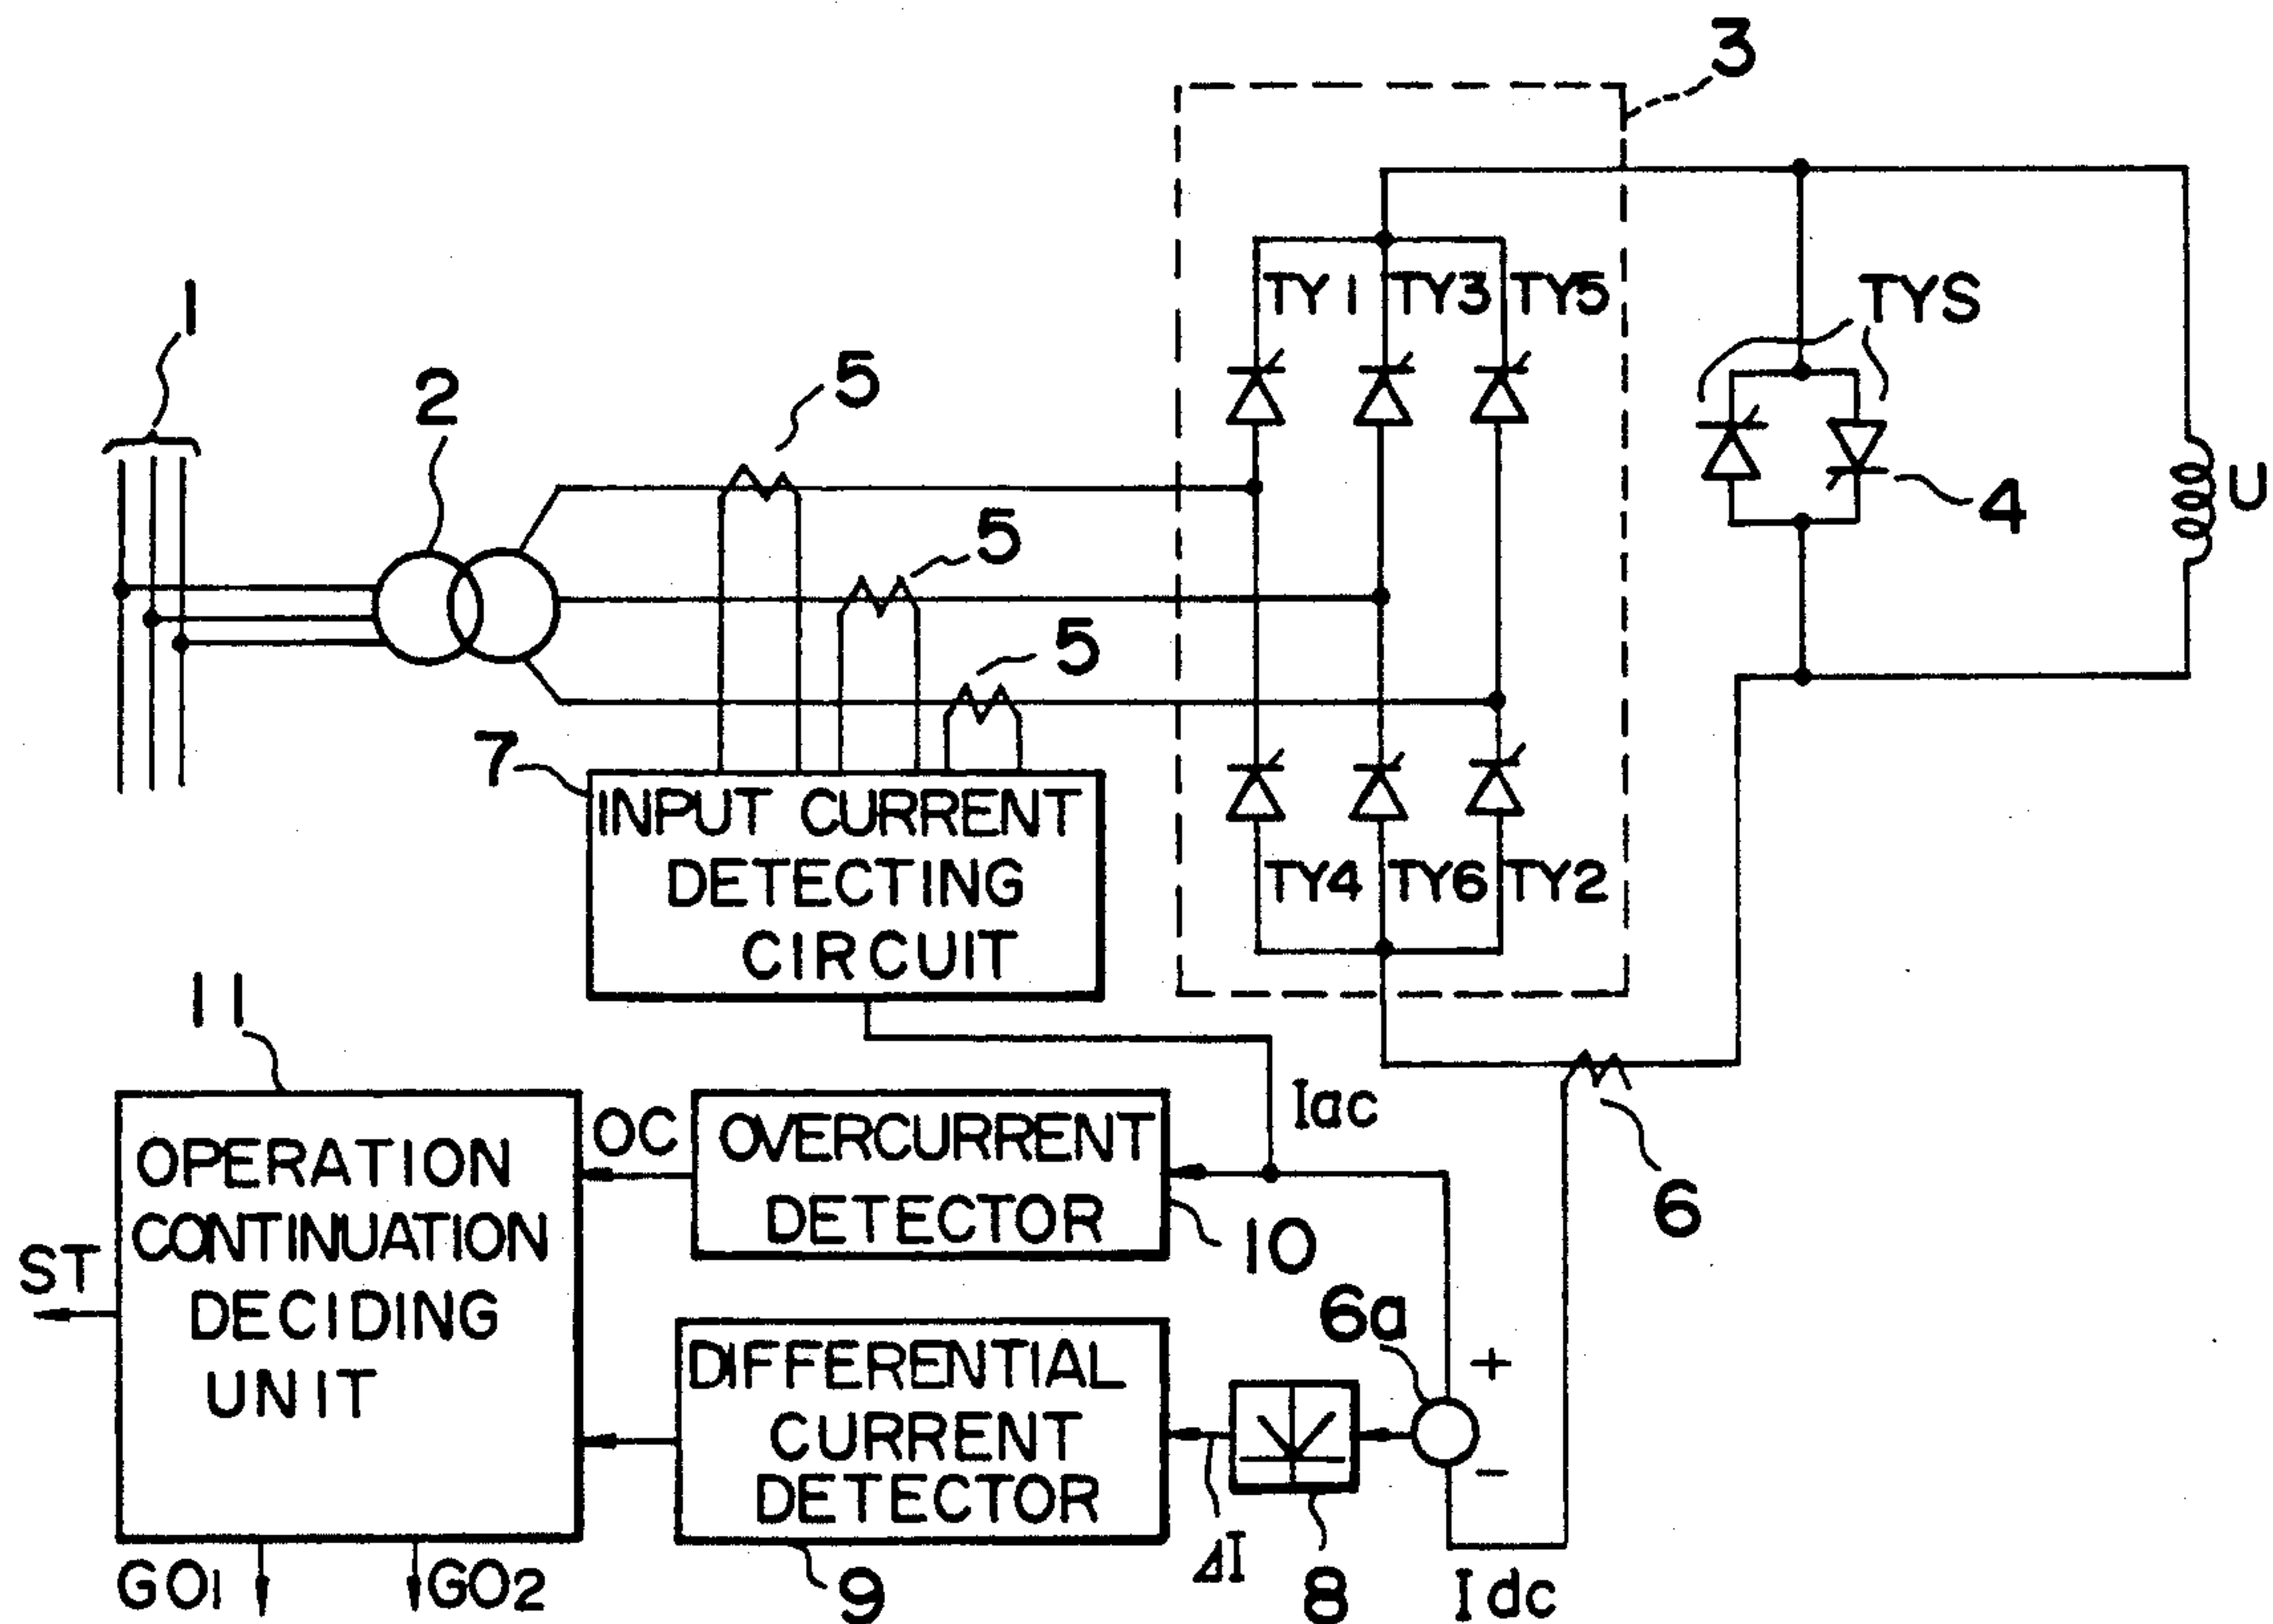 3
1
2
5
5
5
TY1 TY3 TY5
TYS
4
U
7
INPUT CURRENT
DETECTING
CIRCUIT
TY4 TY6 TY2
11
OPERATION
CONTINUATION
DECIDING
UNIT
OC
OVERCURRENT
DETECTOR
10
Iac
6
ST
6a
+
−
DIFFERENTIAL
CURRENT
DETECTOR
9
ΔI
8
Idc
GO1
GO2